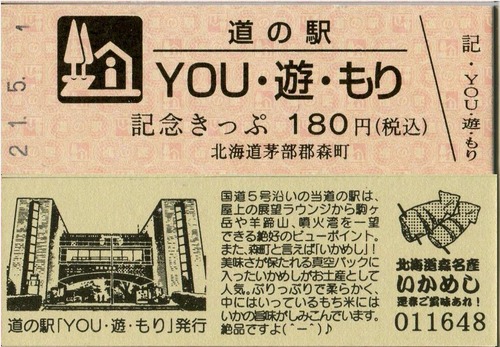 道の駅
YOU・遊・もり
記念きっぷ 180円(税込)
北海道茅部郡森町
21.5.-1
記・YOU・遊・もり
国道5号沿いの当道の駅は、
屋上の展望ラウンジから駒ヶ
岳や羊蹄山、噴火湾を一望
できる絶好のビューポイント。
また、森町と言えば「いかめし」!
美味さが保たれる真空パックに
入ったいかめしがお土産として
人気。ぷりっぷりで柔らかく、
中にはいっているもち米には
いかの旨味がしみこんでいます。
絶品ですよ(^ー^)♪
道の駅「YOU・遊・もり」発行
北海道森名産
いかめし
是非ご賞味あれ!
011648